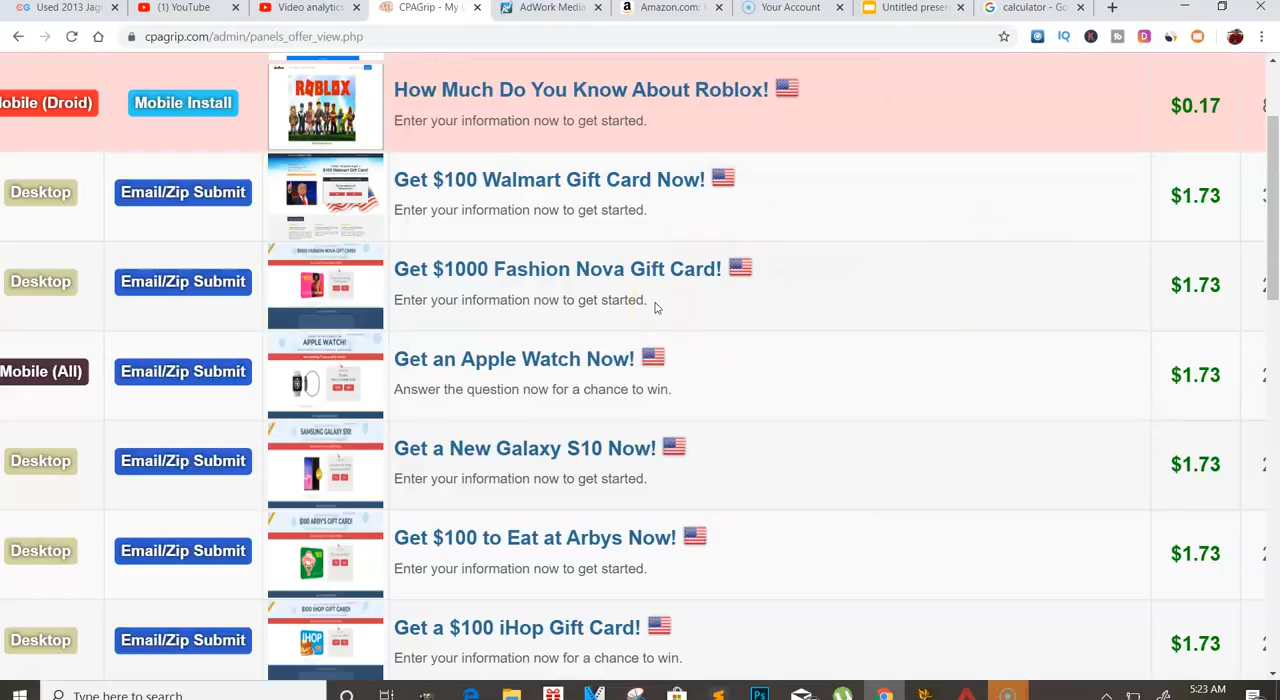 Used 2013 Jag
(1) YouTube
Video analytics
CPAGrip - My
AdWork Media
Amazon.com:
Your Account
Untitled prese
calculator - Go
cpagrip.com/admin/panels_offer_view.php
obile (Droid)
Mobile Install
ROBLOX
How Much Do You Know About Roblox!
Enter your information now to get started.
$0.17
Desktop
Email/Zip Submit
$100 Walmart Gift Card!
Get $100 Walmart Gift Card Now!
Enter your information now to get started.
$1.73
Desktop
Email/Zip Submit
$1000 FASHION NOVA GIFT CARD!
Get $1000 Fashion Nova Gift Card!
Enter your information now to get started.
$1.73
Mobile (All)
Email/Zip Submit
APPLE WATCH!
Get an Apple Watch Now!
Answer the question now for a chance to win.
$1.73
Desktop
Email/Zip Submit
SAMSUNG GALAXY S10!
Get a New Galaxy S10 Now!
Enter your information now to get started.
$1.73
Desktop
Email/Zip Submit
$100 ARBY'S GIFT CARD!
Get $100 to Eat at Arbys Now!
Enter your information now to get started.
$1.73
Desktop
Email/Zip Submit
$100 IHOP GIFT CARD!
IHOP
Get a $100 iHop Gift Card!
Enter your information now for a chance to win.
$1.73
Type here to search
5:23 AM